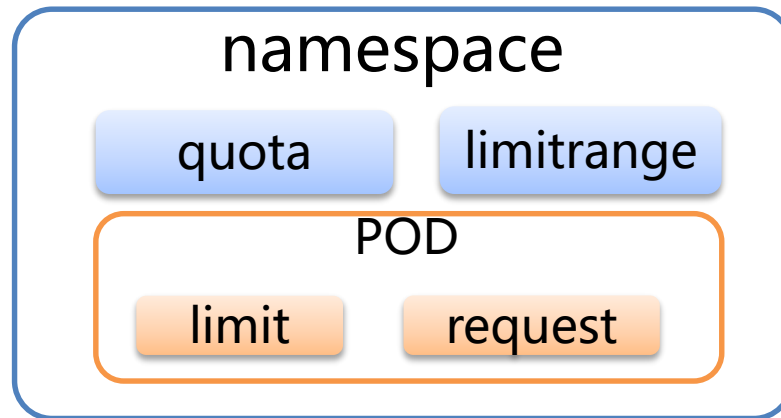 namespace
quota
limitrange
POD
limit
request